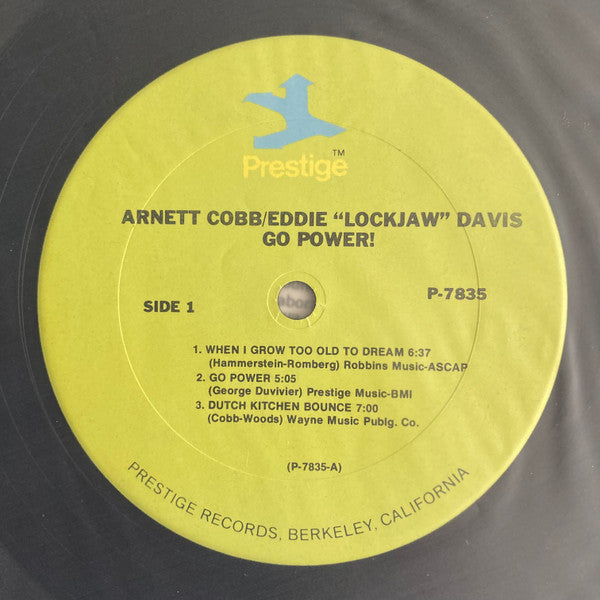 Prestige™
ARNETT COBB/EDDIE “LOCKJAW” DAVIS
GO POWER!
SIDE 1
P-7835
1. WHEN I GROW TOO OLD TO DREAM 6:37
(Hammerstein-Romberg) Robbins Music-ASCAP
2. GO POWER 5:05
(George Duvivier) Prestige Music-BMI
3. DUTCH KITCHEN BOUNCE 7:00
(Cobb-Woods) Wayne Music Publg. Co.
(P-7835-A)
PRESTIGE RECORDS, BERKELEY, CALIFORNIA